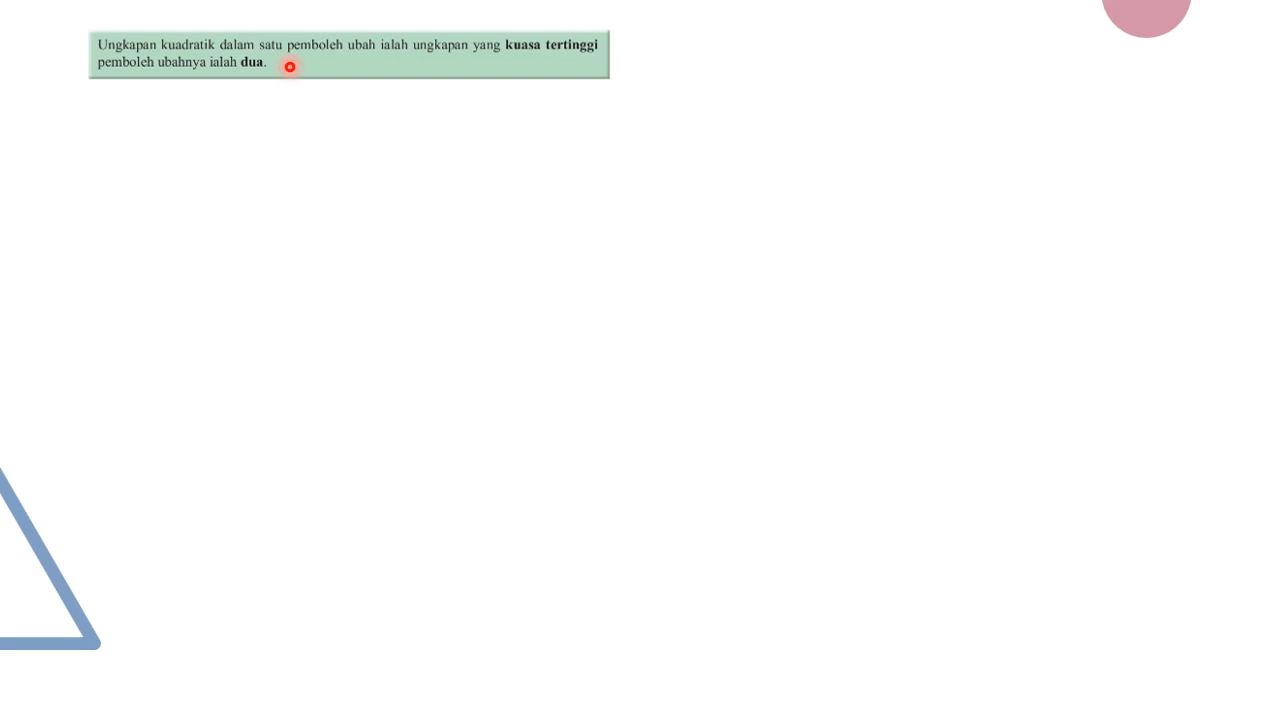 Ungkapan kuadratik dalam satu pemboleh ubah ialah ungkapan yang kuasa tertinggi
pemboleh ubahnya ialah dua.